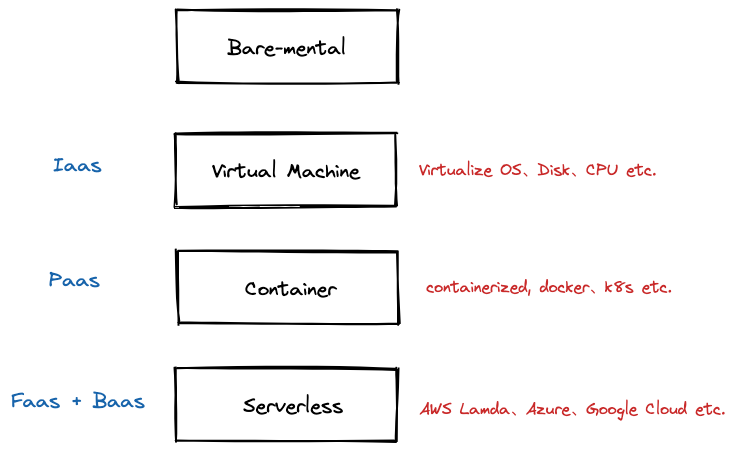 Bare-mental
Iaas
Virtual Machine
Virtualize OS、Disk、CPU etc.
Paas
Container
containerized, docker、k8s etc.
Faas + Baas
Serverless
AWS Lamda、Azure、Google Cloud etc.